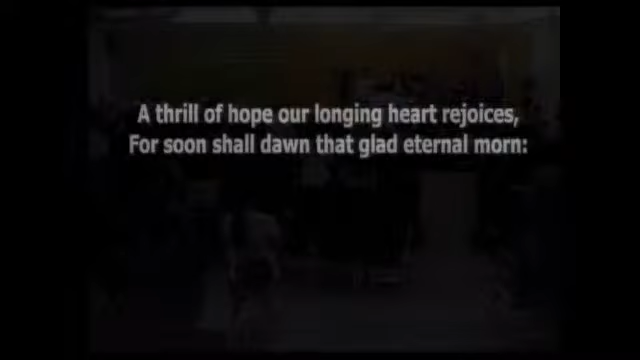 A thrill of hope our longing heart rejoices,
For soon shall dawn that glad eternal morn: